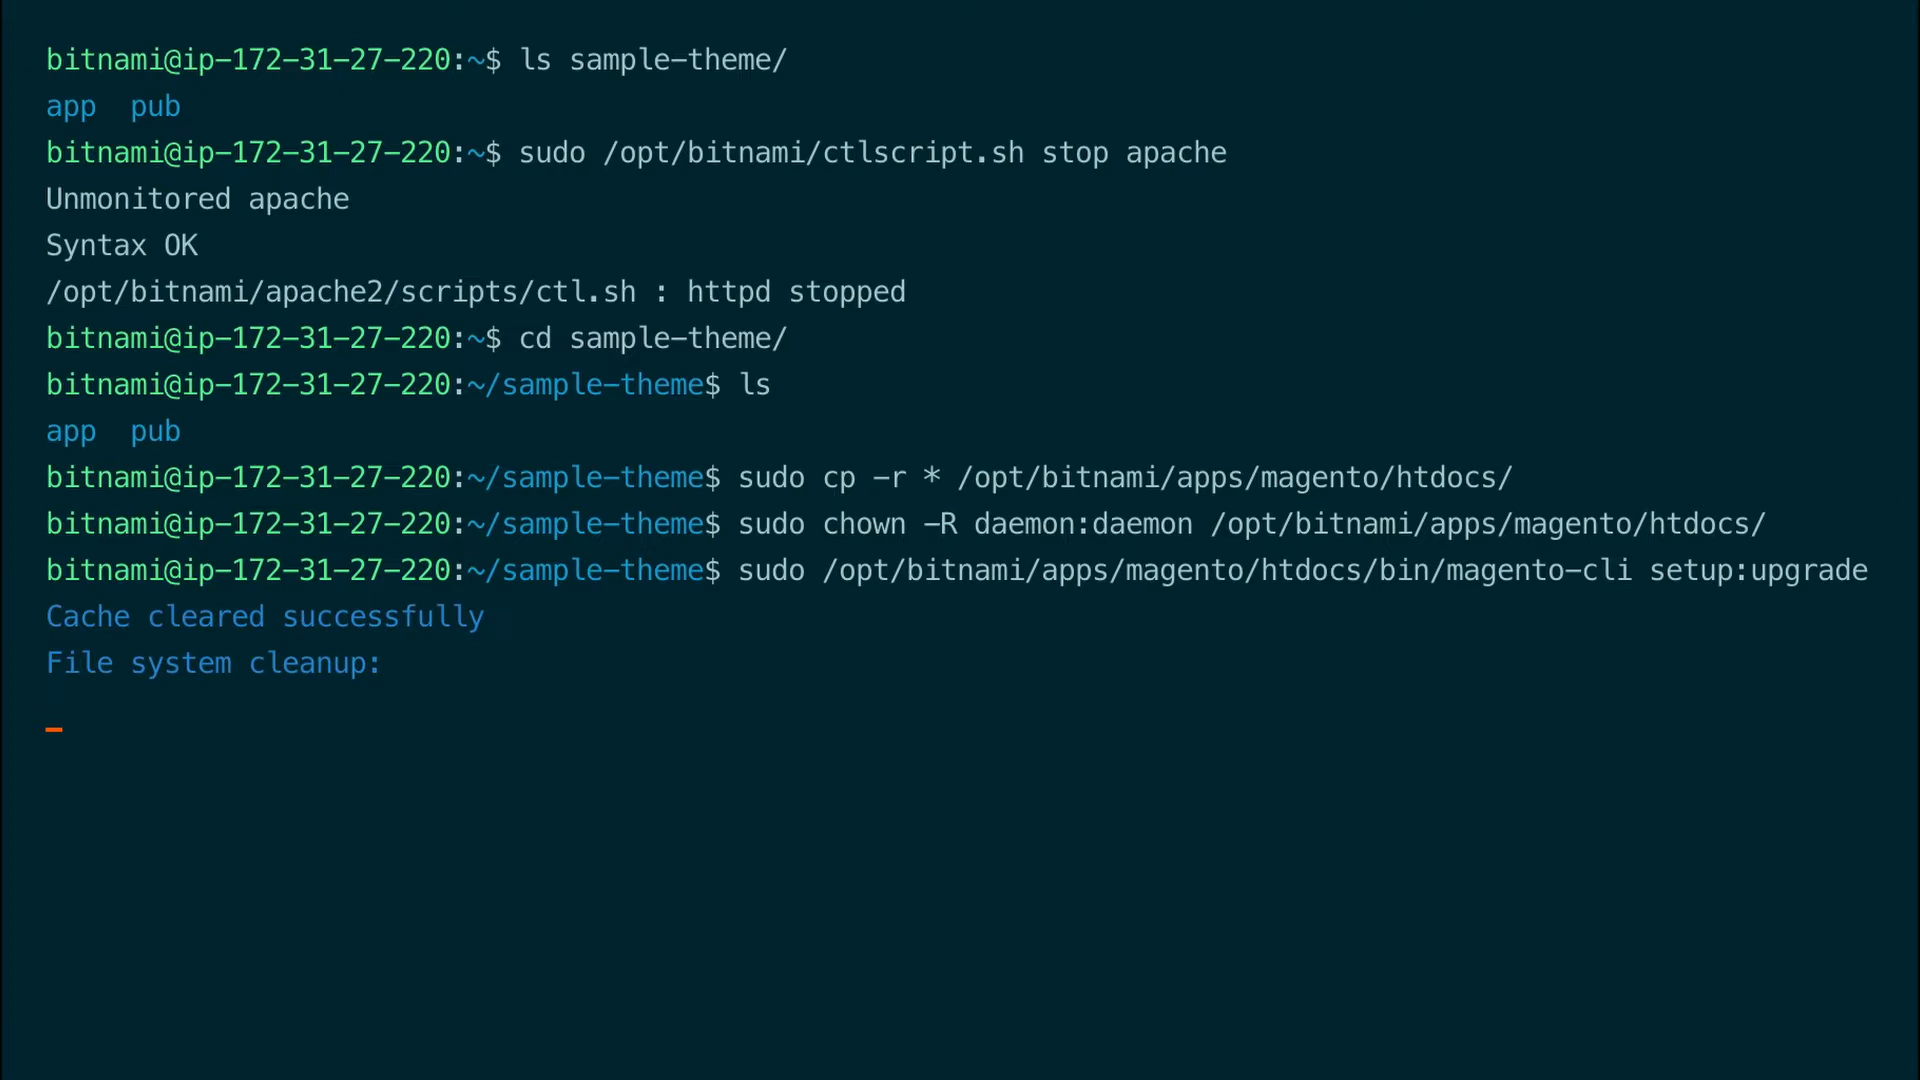 bitnami@ip-172-31-27-220:~$ ls sample-theme/
app  pub
bitnami@ip-172-31-27-220:~$ sudo /opt/bitnami/ctlscript.sh stop apache
Unmonitored apache
Syntax OK
/opt/bitnami/apache2/scripts/ctl.sh : httpd stopped
bitnami@ip-172-31-27-220:~$ cd sample-theme/
bitnami@ip-172-31-27-220:~/sample-theme$ ls
app  pub
bitnami@ip-172-31-27-220:~/sample-theme$ sudo cp -r * /opt/bitnami/apps/magento/htdocs/
bitnami@ip-172-31-27-220:~/sample-theme$ sudo chown -R daemon:daemon /opt/bitnami/apps/magento/htdocs/
bitnami@ip-172-31-27-220:~/sample-theme$ sudo /opt/bitnami/apps/magento/htdocs/bin/magento-cli setup:upgrade
Cache cleared successfully
File system cleanup: